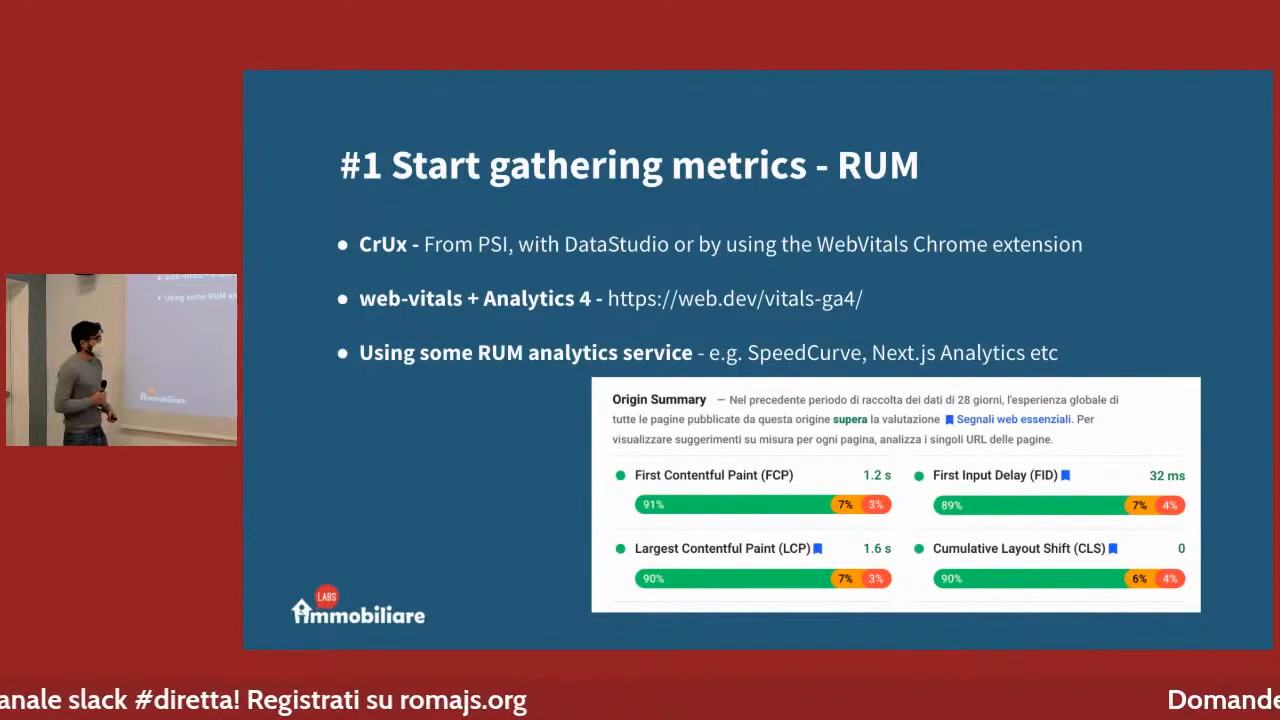 #1 Start gathering metrics - RUM
● CrUx - From PSI, with DataStudio or by using the WebVitals Chrome extension
● web-vitals + Analytics 4 - https://web.dev/vitals-ga4/
● Using some RUM analytics service - e.g. SpeedCurve, Next.js Analytics etc
Origin Summary — Nel precedente periodo di raccolta dei dati di 28 giorni, l'esperienza globale di
tutte le pagine pubblicate da questa origine supera la valutazione Segnali web essenziali. Per
visualizzare suggerimenti su misura per ogni pagina, analizza i singoli URL delle pagine.
First Contentful Paint (FCP) 1.2 s
91% 7% 3%
First Input Delay (FID) 32 ms
89% 7% 4%
Largest Contentful Paint (LCP) 1.6 s
90% 7% 3%
Cumulative Layout Shift (CLS) 0
90% 6% 4%
LABS
immobiliare
Using some RUM an
immobiliare
anale slack #diretta! Registrati su romajs.org
Domande